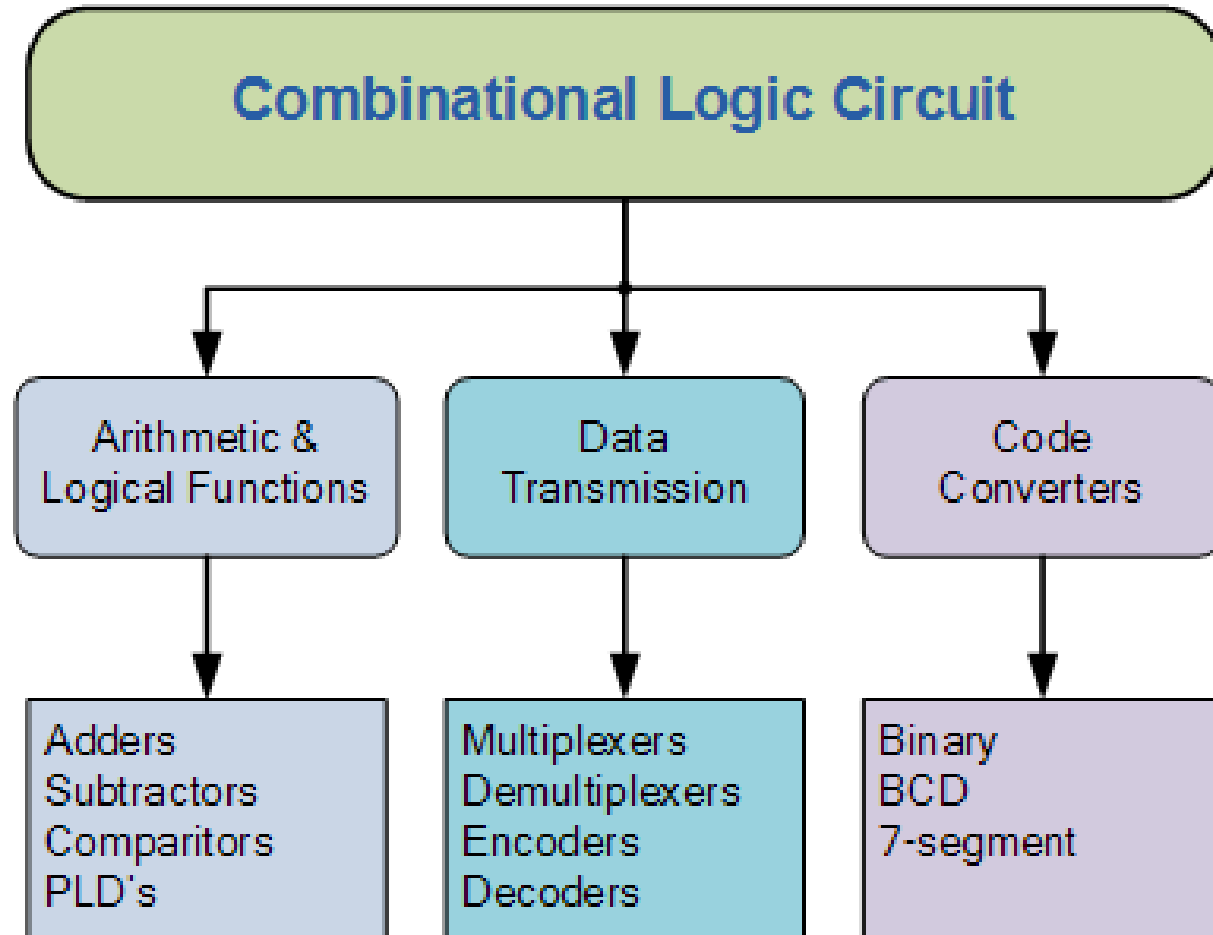 Combinational Logic Circuit
Arithmetic &
Logical Functions
Data
Transmission
Code
Converters
Adders
Subtractors
Comparitors
PLD's
Multiplexers
Demultiplexers
Encoders
Decoders
Binary
BCD
7-segment